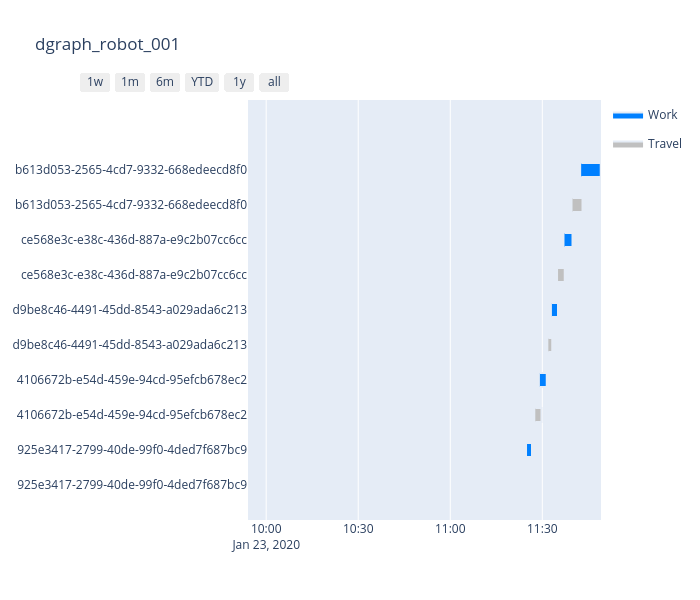 dgraph_robot_001
1w 1m 6m YTD 1y all
Work
Travel
b613d053-2565-4cd7-9332-668edeecd8f0
b613d053-2565-4cd7-9332-668edeecd8f0
ce568e3c-e38c-436d-887a-e9c2b07cc6cc
ce568e3c-e38c-436d-887a-e9c2b07cc6cc
d9be8c46-4491-45dd-8543-a029ada6c213
d9be8c46-4491-45dd-8543-a029ada6c213
4106672b-e54d-459e-94cd-95efcb678ec2
4106672b-e54d-459e-94cd-95efcb678ec2
925e3417-2799-40de-99f0-4ded7f687bc9
925e3417-2799-40de-99f0-4ded7f687bc9
10:00 10:30 11:00 11:30
Jan 23, 2020